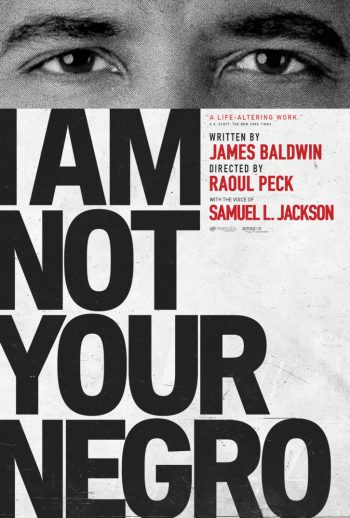 I AM
NOT
YOUR
NEGRO
"A LIFE-ALTERING WORK."
A.O. SCOTT, THE NEW YORK TIMES
WRITTEN BY
JAMES BALDWIN
DIRECTED BY
RAOUL PECK
WITH THE VOICE OF
SAMUEL L. JACKSON
amazon